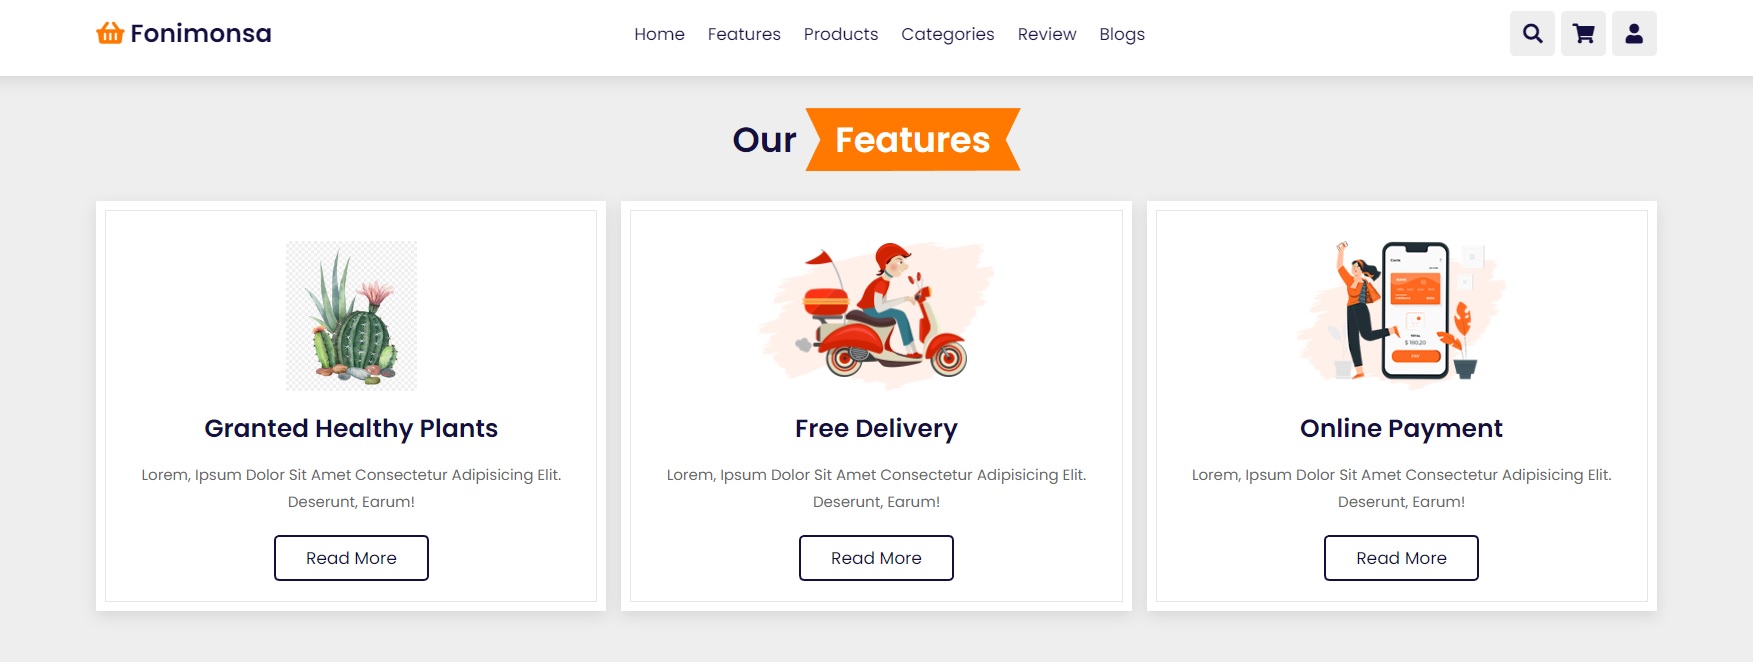 Fonimonsa
Home Features Products Categories Review Blogs
Our Features
Granted Healthy Plants
Lorem, Ipsum Dolor Sit Amet Consectetur Adipisicing Elit.
Deserunt, Earum!
Read More
$ 180,20
Free Delivery
Lorem, Ipsum Dolor Sit Amet Consectetur Adipisicing Elit.
Deserunt, Earum!
Read More
Online Payment
Lorem, Ipsum Dolor Sit Amet Consectetur Adipisicing Elit.
Deserunt, Earum!
Read More